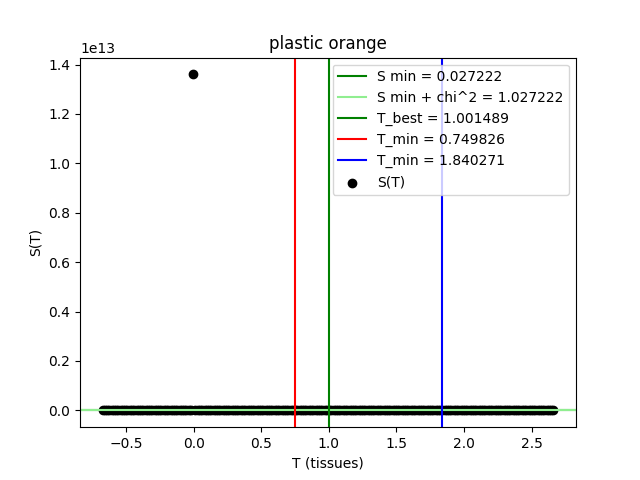 plastic orange
1e13
1.4
1.2
1.0
0.8
0.6
0.4
0.2
0.0
S(T)
S min = 0.027222
S min + chi^2 = 1.027222
T_best = 1.001489
T_min = 0.749826
T_min = 1.840271
S(T)
−0.5 0.0 0.5 1.0 1.5 2.0 2.5
T (tissues)